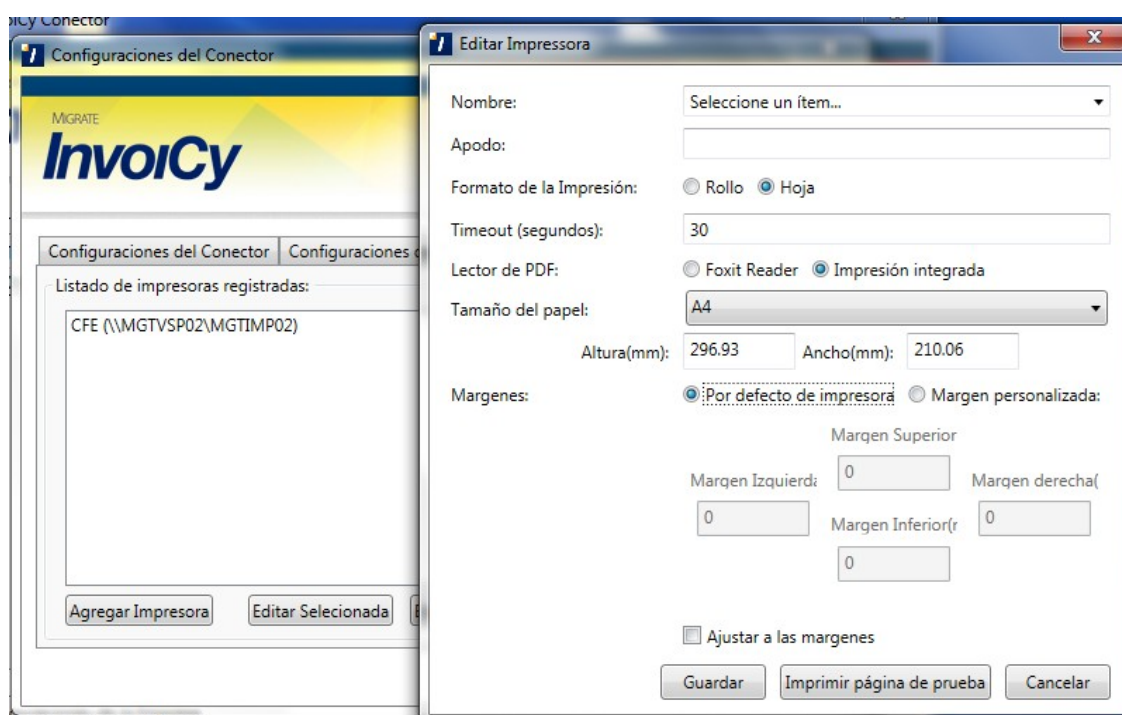 Cy Conector
Configuraciones del Conector
MIGRATE
InvoiCy
Configuraciones del Conector
Configuraciones
Listado de impresoras registradas:
CFE (\\MGTVSP02\MGTIMP02)
Agregar Impresora
Editar Selecionada
Editar Impressora
Nombre:
Seleccione un ítem...
Apodo:
Formato de la Impresión:
Rollo
Hoja
Timeout (segundos):
30
Lector de PDF:
Foxit Reader
Impresión integrada
Tamaño del papel:
A4
Altura(mm):
296.93
Ancho(mm):
210.06
Margenes:
Por defecto de impresora
Margen personalizada:
Margen Superior
0
Margen Izquierda
0
Margen derecha(
0
Margen Inferior(
0
Ajustar a las margenes
Guardar
Imprimir página de prueba
Cancelar